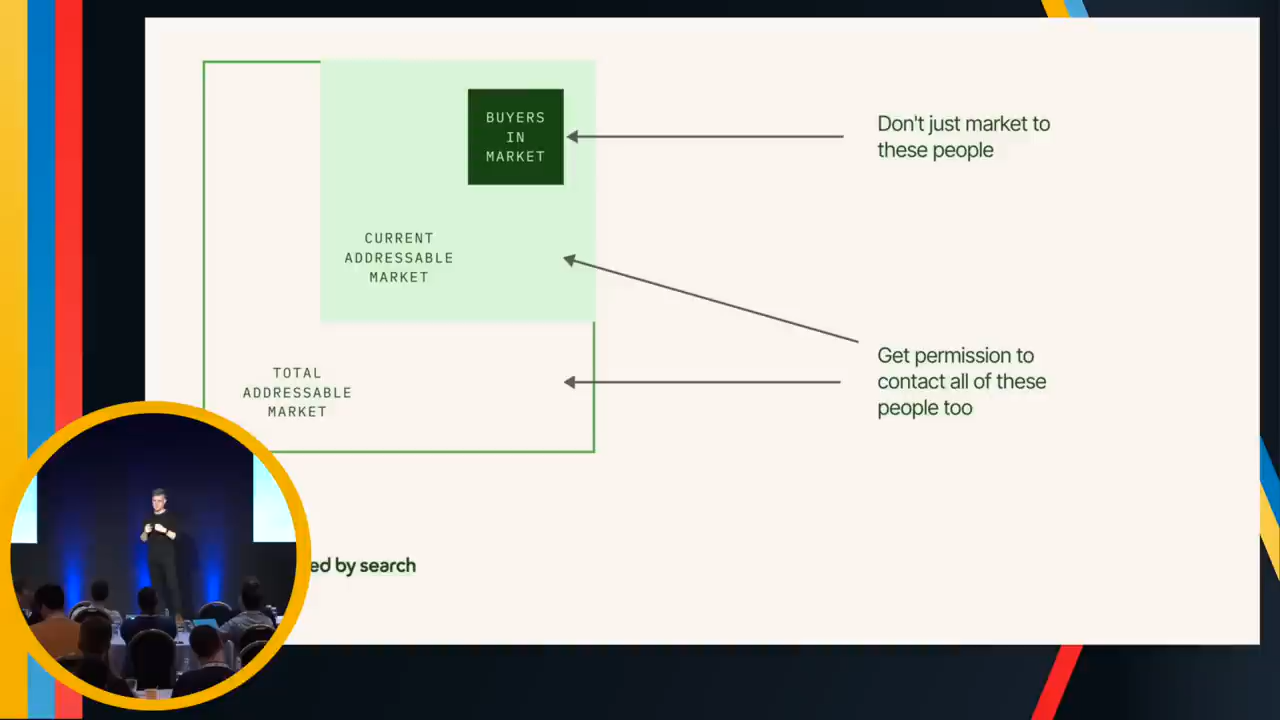 BUYERS
IN
MARKET
Don't just market to
these people
CURRENT
ADDRESSABLE
MARKET
Get permission to
contact all of these
people too
TOTAL
ADDRESSABLE
MARKET
by search